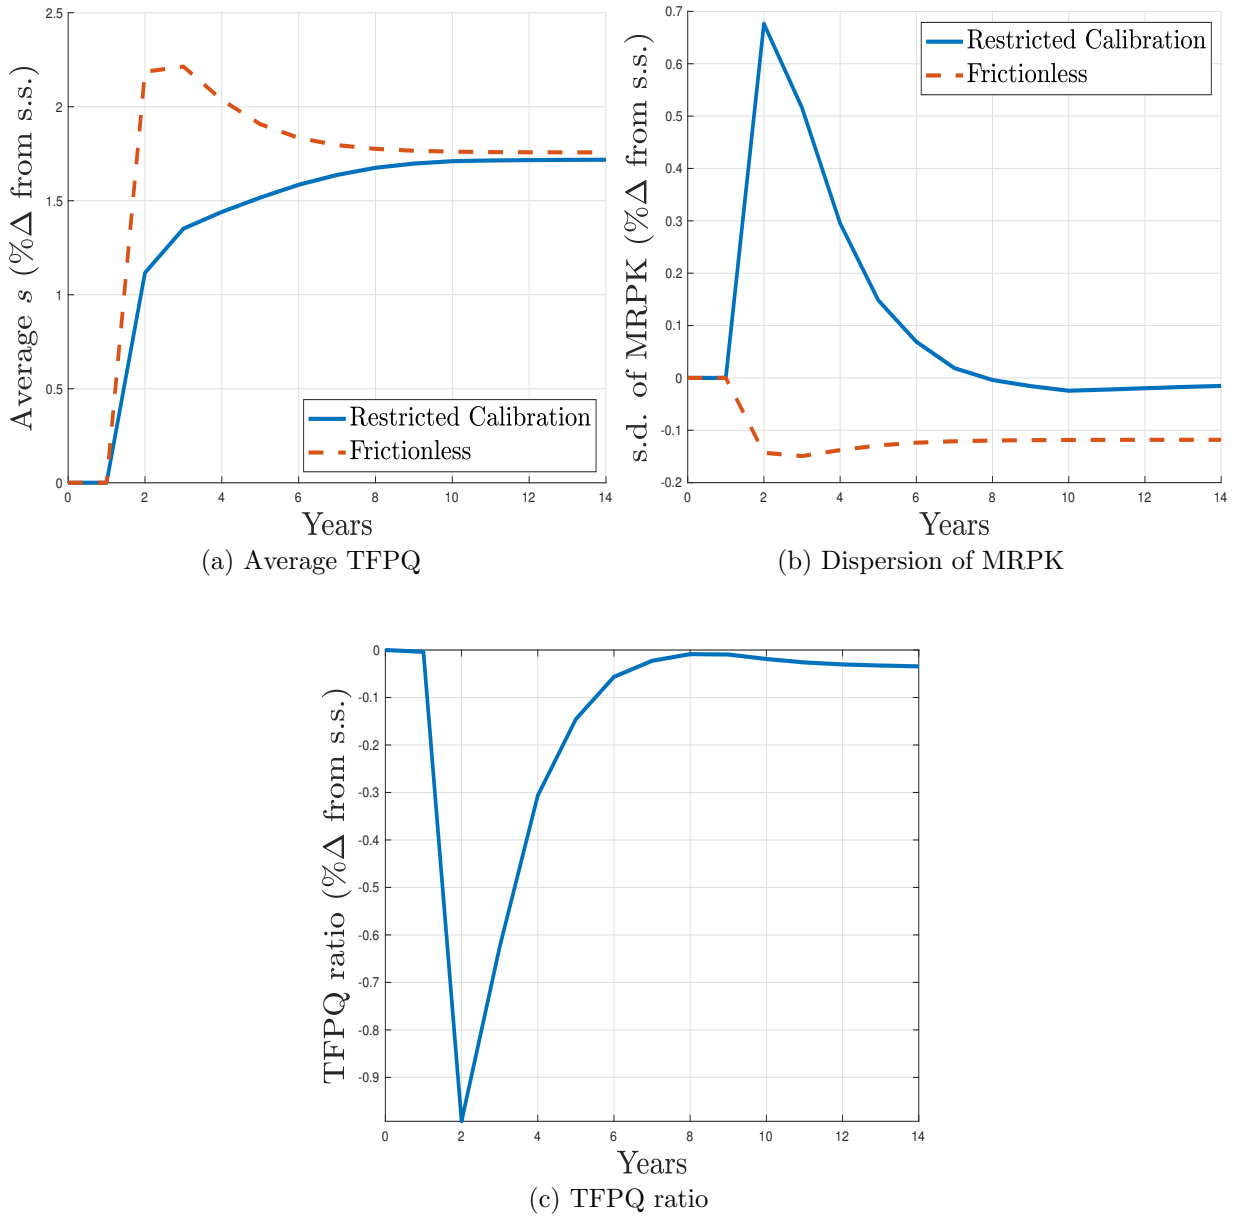 2.5
2
1.5
1
0.5
0
0 2 4 6 8 10 12 14
Average s (%Δ from s.s.)
Restricted Calibration
Frictionless
Years
(a) Average TFPQ
0.7
0.6
0.5
0.4
0.3
0.2
0.1
0
-0.1
-0.2
0 2 4 6 8 10 12 14
s.d. of MRPK (%Δ from s.s.)
Restricted Calibration
Frictionless
Years
(b) Dispersion of MRPK
0
-0.1
-0.2
-0.3
-0.4
-0.5
-0.6
-0.7
-0.8
-0.9
0 2 4 6 8 10 12 14
TFPQ ratio (%Δ from s.s.)
Years
(c) TFPQ ratio